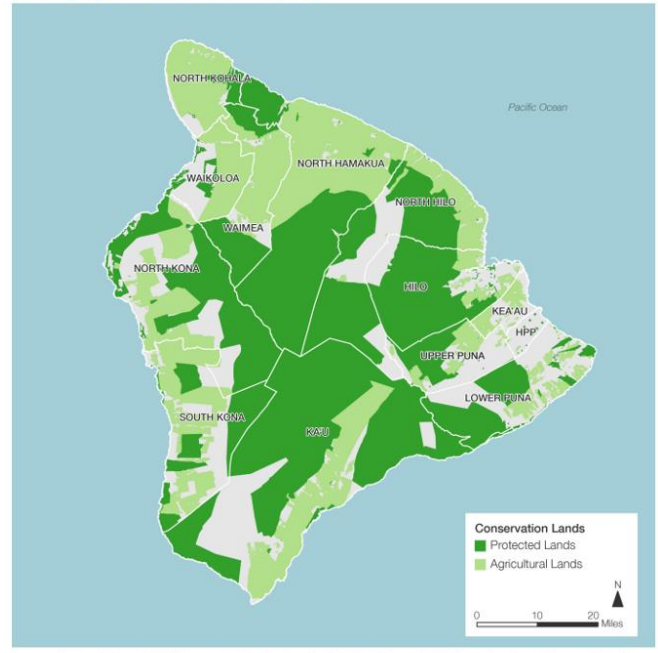 NORTH KOHALA
Pacific Ocean
NORTH HAMAKUA
WAIKOLOA
NORTH HILO
WAIMEA
NORTH KONA
HILO
KEA'AU
HPP
UPPER PUNA
LOWER PUNA
SOUTH KONA
KA'U
Conservation Lands
Protected Lands
Agricultural Lands
N
0 10 20
Miles